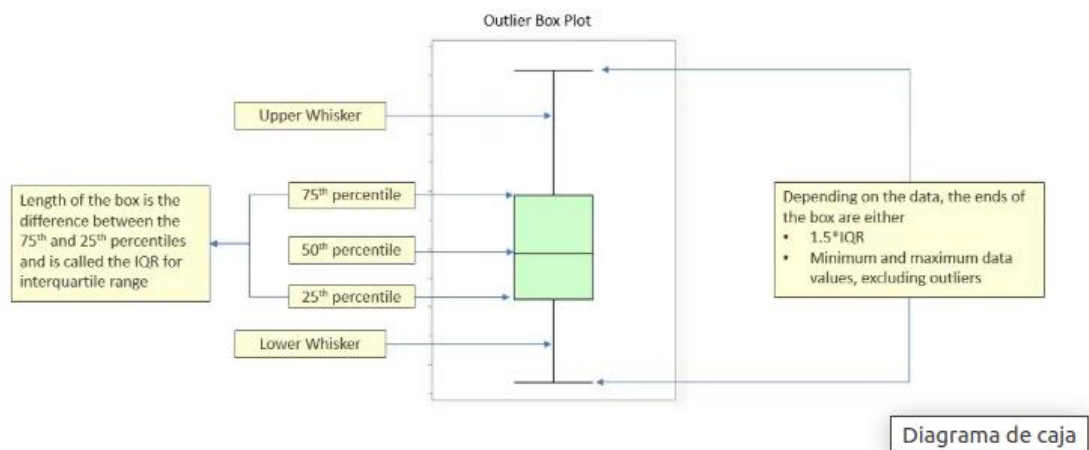 Outlier Box Plot
Upper Whisker
75th percentile
Length of the box is the
difference between the
75th and 25th percentiles
and is called the IQR for
interquartile range
50th percentile
25th percentile
Lower Whisker
Depending on the data, the ends of
the box are either
• 1.5*IQR
• Minimum and maximum data
values, excluding outliers
Diagrama de caja